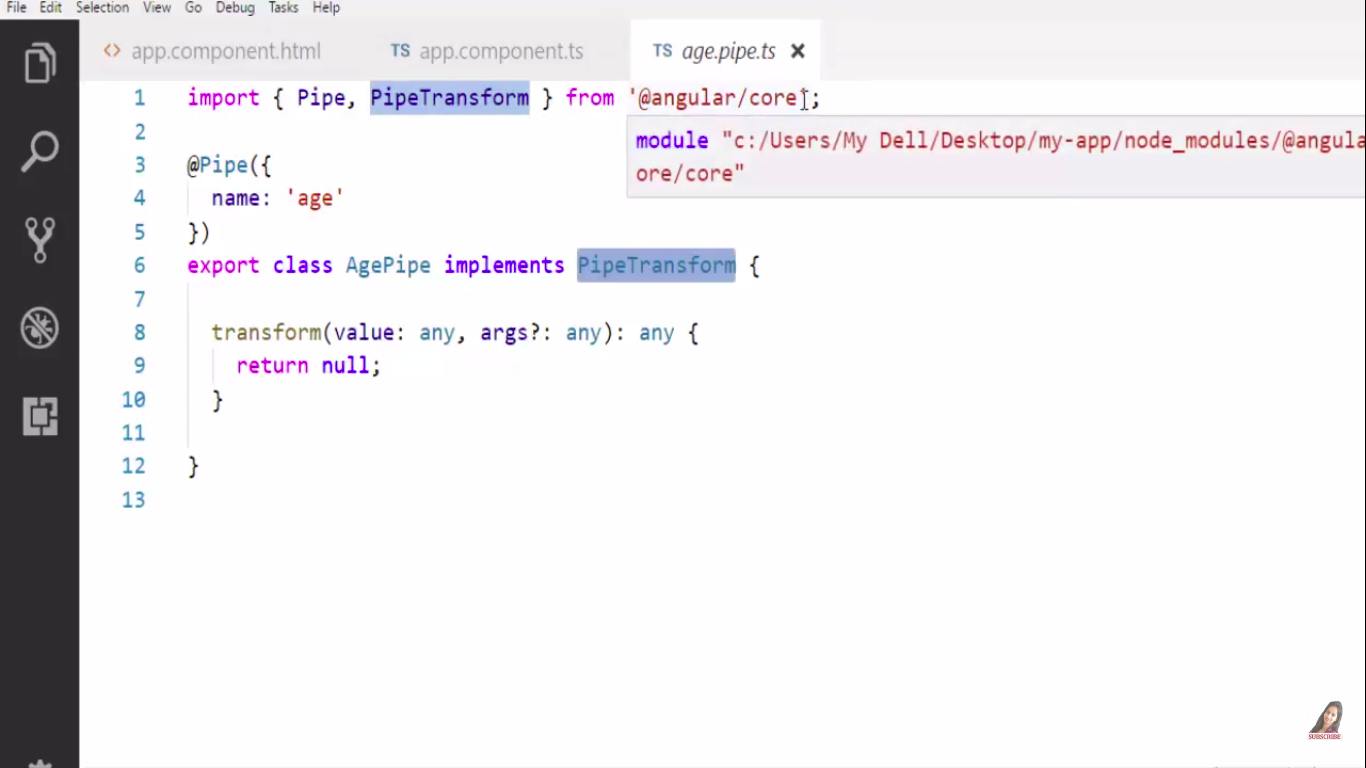 File Edit Selection View Go Debug Tasks Help
<> app.component.html TS app.component.ts TS age.pipe.ts ×
1 import { Pipe, PipeTransform } from '@angular/core';
module "c:/Users/My Dell/Desktop/my-app/node_modules/@angula
ore/core"
2
3 @Pipe({
4 name: 'age'
5 })
6 export class AgePipe implements PipeTransform {
7
8 transform(value: any, args?: any): any {
9 return null;
10 }
11
12 }
13
SUBSCRIBE